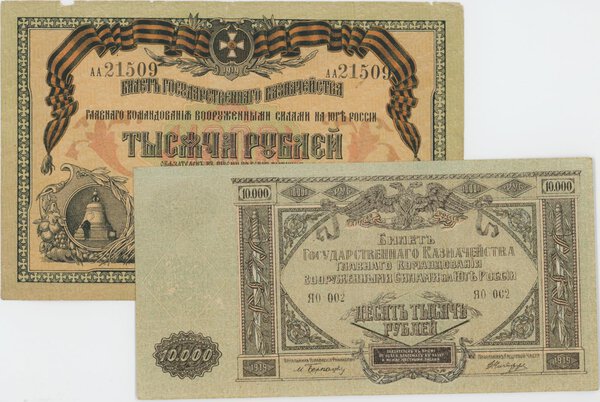 1919
АА 21509 АА 21509
БИЛЕТЪ ГОСУДАРСТВЕННАГО КАЗНАЧЕЙСТВА
ГЛАВНАГО КОМАНДОВАНІЯ ВООРУЖЕННЫМИ СИЛАМИ НА ЮГѢ РОССІИ
ТЫСЯЧА РУБЛЕЙ
10.000 10.000
БИЛЕТЪ
ГОСУДАРСТВЕННАГО КАЗНАЧЕЙСТВА
ГЛАВНАГО КОМАНДОВАНІЯ
ВООРУЖЕННЫМИ СИЛАМИ НА ЮГѢ РОССІИ
ЯО 002 ЯО 002
ДЕСЯТЬ ТЫСЯЧЪ
РУБЛЕЙ
10.000
1919 1919